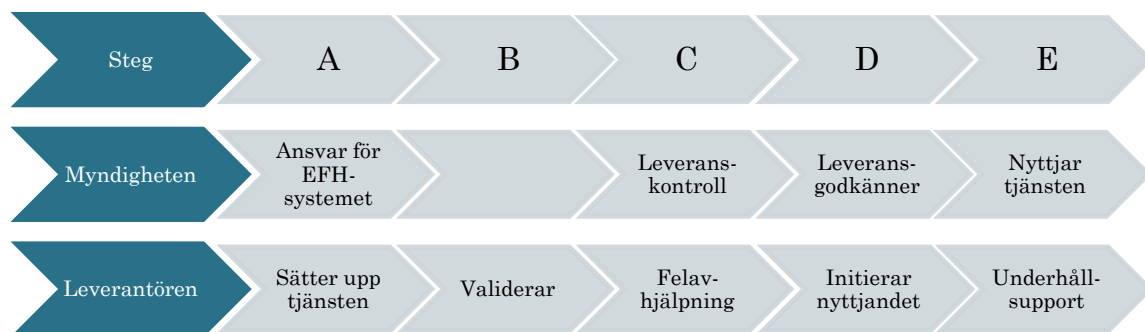 Steg
A
B
C
D
E
Myndigheten
Ansvar för
EFH-
systemet
Leverans-
kontroll
Leverans-
godkänner
Nyttjar
tjänsten
Leverantören
Sätter upp
tjänsten
Validerar
Felav-
hjälpning
Initierar
nyttjandet
Underhåll-
support